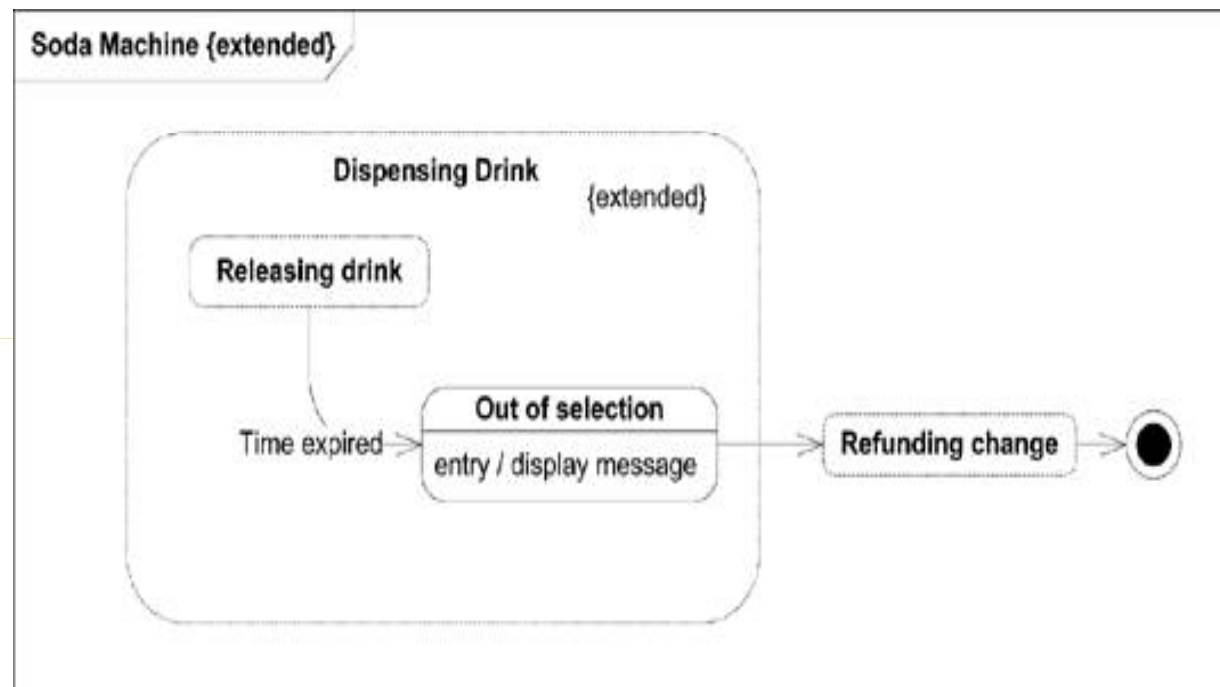 Soda Machine {extended}
Dispensing Drink
{extended}
Releasing drink
Time expired
Out of selection
entry / display message
Refunding change